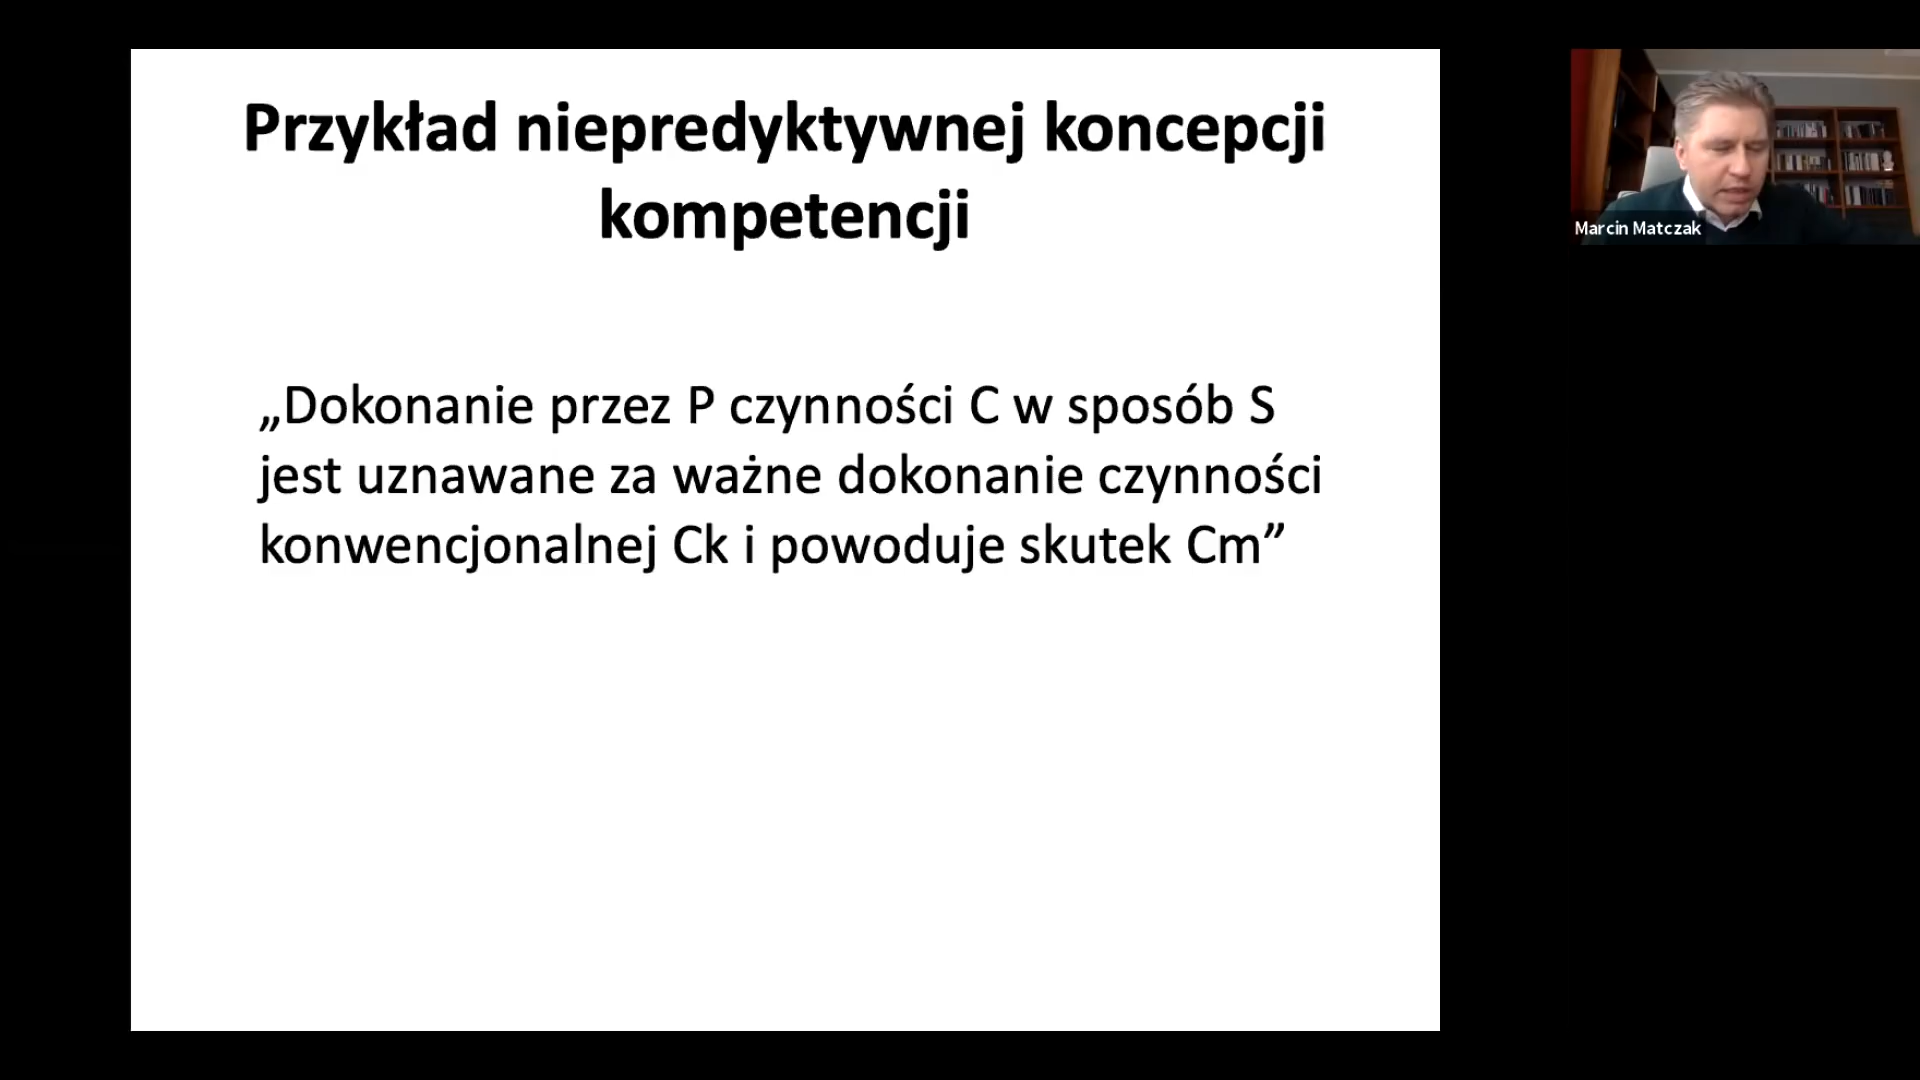 Przykład niepredyktywnej koncepcji
kompetencji
„Dokonanie przez P czynności C w sposób S
jest uznawane za ważne dokonanie czynności
konwencjonalnej Ck i powoduje skutek Cm”
Marcin Matczak